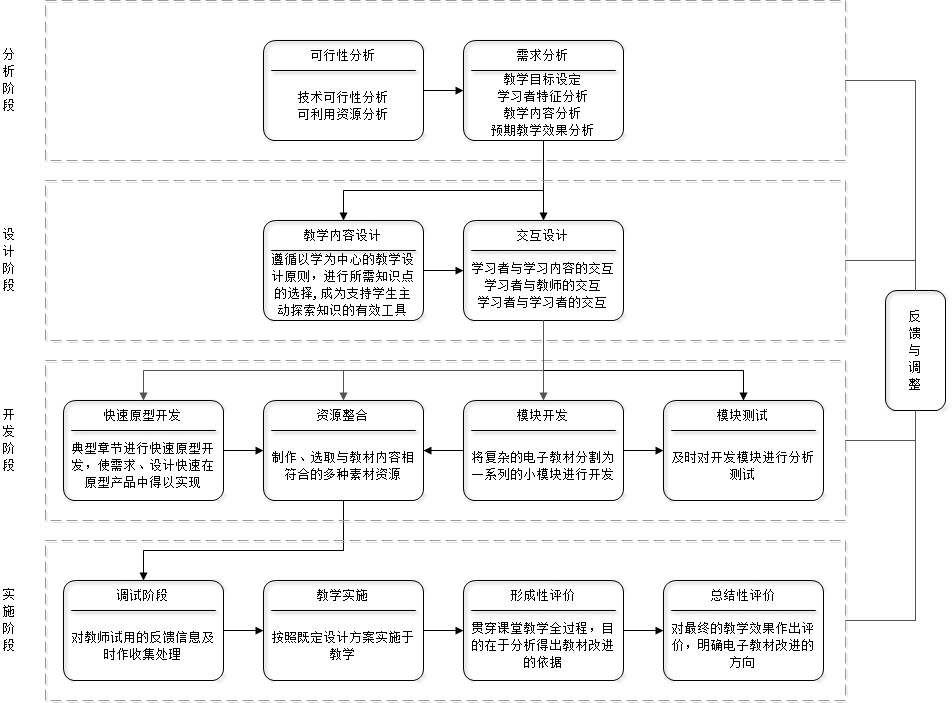 分析阶段
可行性分析
技术可行性分析
可利用资源分析
需求分析
教学目标设定
学习者特征分析
教学内容分析
预期教学效果分析
设计阶段
教学内容设计
遵循以学为中心的教学设
计原则，进行所需知识点
的选择,成为支持学生主
动探索知识的有效工具
交互设计
学习者与学习内容的交互
学习者与教师的交互
学习者与学习者的交互
反馈与调整
开发阶段
快速原型开发
典型章节进行快速原型开
发，使需求、设计快速在
原型产品中得以实现
资源整合
制作、选取与教材内容相
符合的多种素材资源
模块开发
将复杂的电子教材分割为
一系列的小模块进行开发
模块测试
及时对开发模块进行分析
测试
实施阶段
调试阶段
对教师试用的反馈信息及
时作收集处理
教学实施
按照既定设计方案实施于
教学
形成性评价
贯穿课堂教学全过程，目
的在于分析得出教材改进
的依据
总结性评价
对最终的教学效果作出评
价，明确电子教材改进的
方向